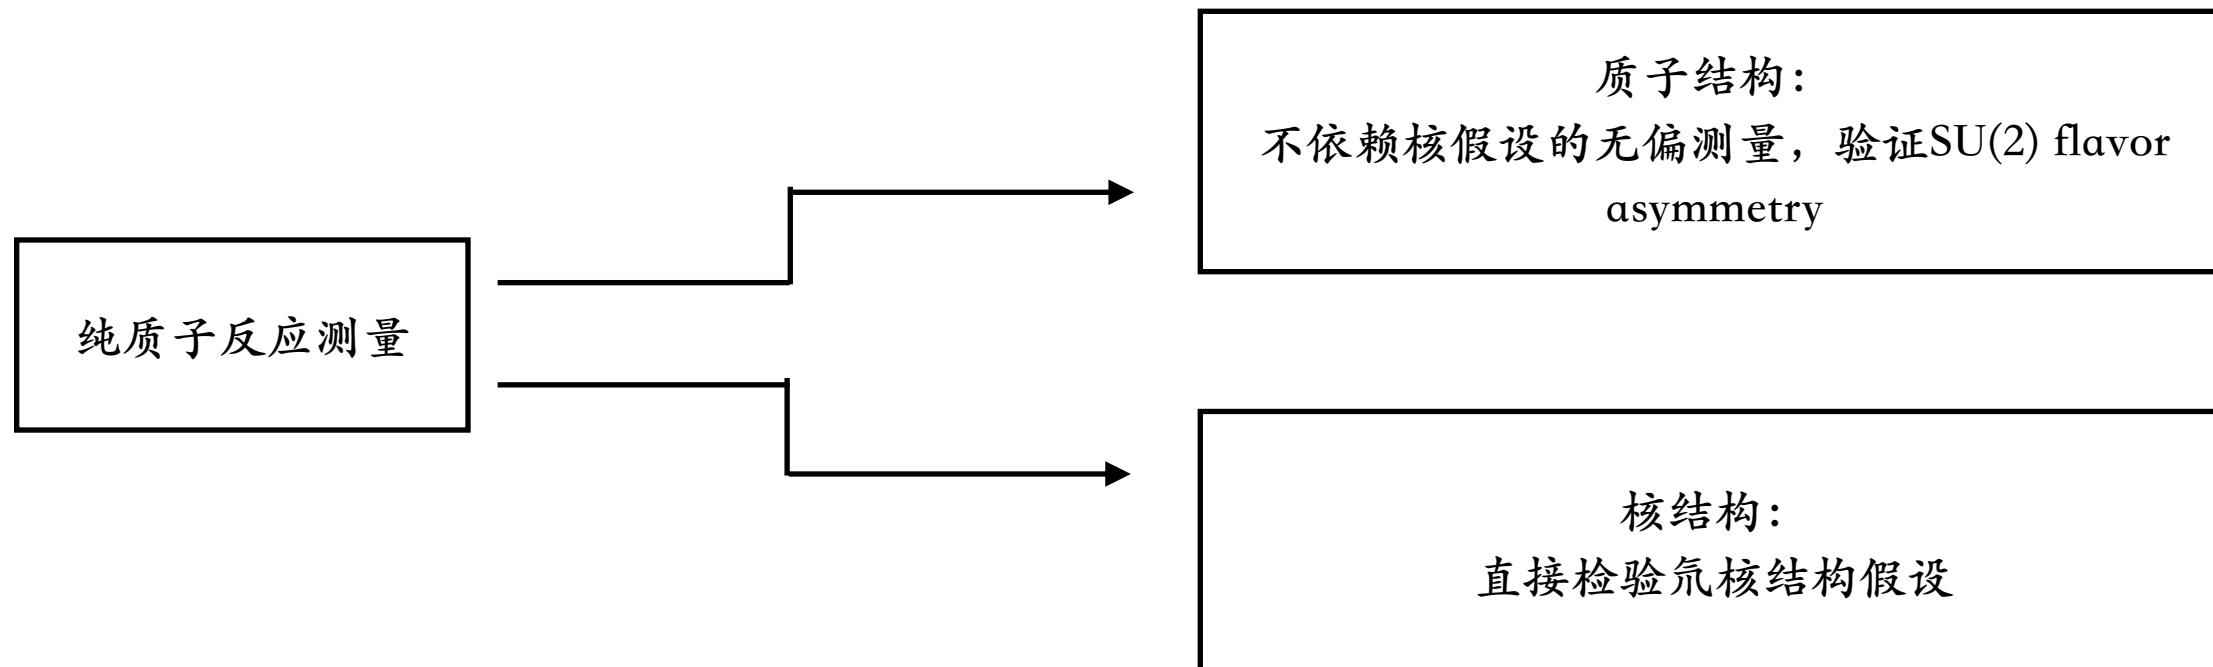 质子结构：
不依赖核假设的无偏测量，验证SU(2) flavor
asymmetry
纯质子反应测量
核结构：
直接检验氘核结构假设